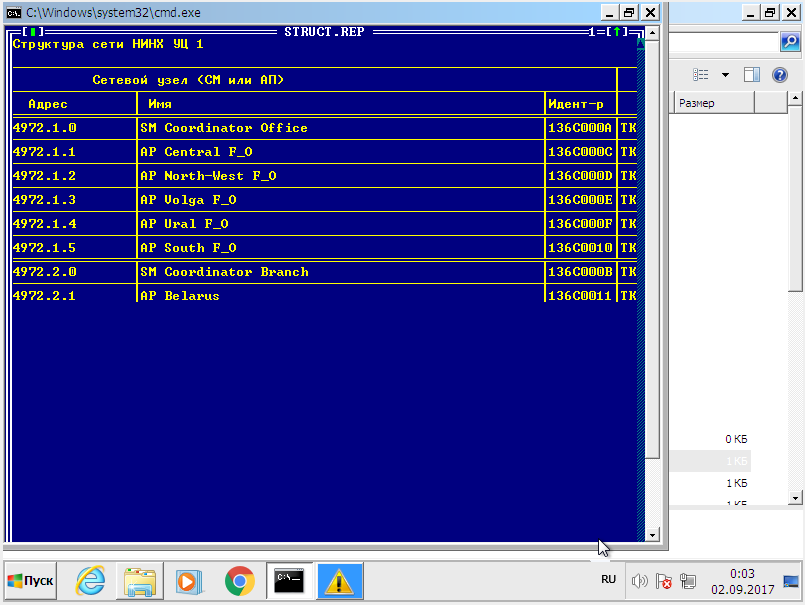 C:\Windows\system32\cmd.exe
STRUCT.REP 1=[↑]
Структура сети НИНХ УЦ 1
Сетевой узел (СМ или АП)
Адрес Имя Идент-р
4972.1.0 SM Coordinator Office 136C000A ТК
4972.1.1 AP Central F_O 136C000C ТК
4972.1.2 AP North-West F_O 136C000D ТК
4972.1.3 AP Volga F_O 136C000E ТК
4972.1.4 AP Ural F_O 136C000F ТК
4972.1.5 AP South F_O 136C0010 ТК
4972.2.0 SM Coordinator Branch 136C000B ТК
4972.2.1 AP Belarus 136C0011 ТК
Размер
0 КБ
1 КБ
1 КБ
1 КБ
Пуск
C:\_
RU
0:03
02.09.2017